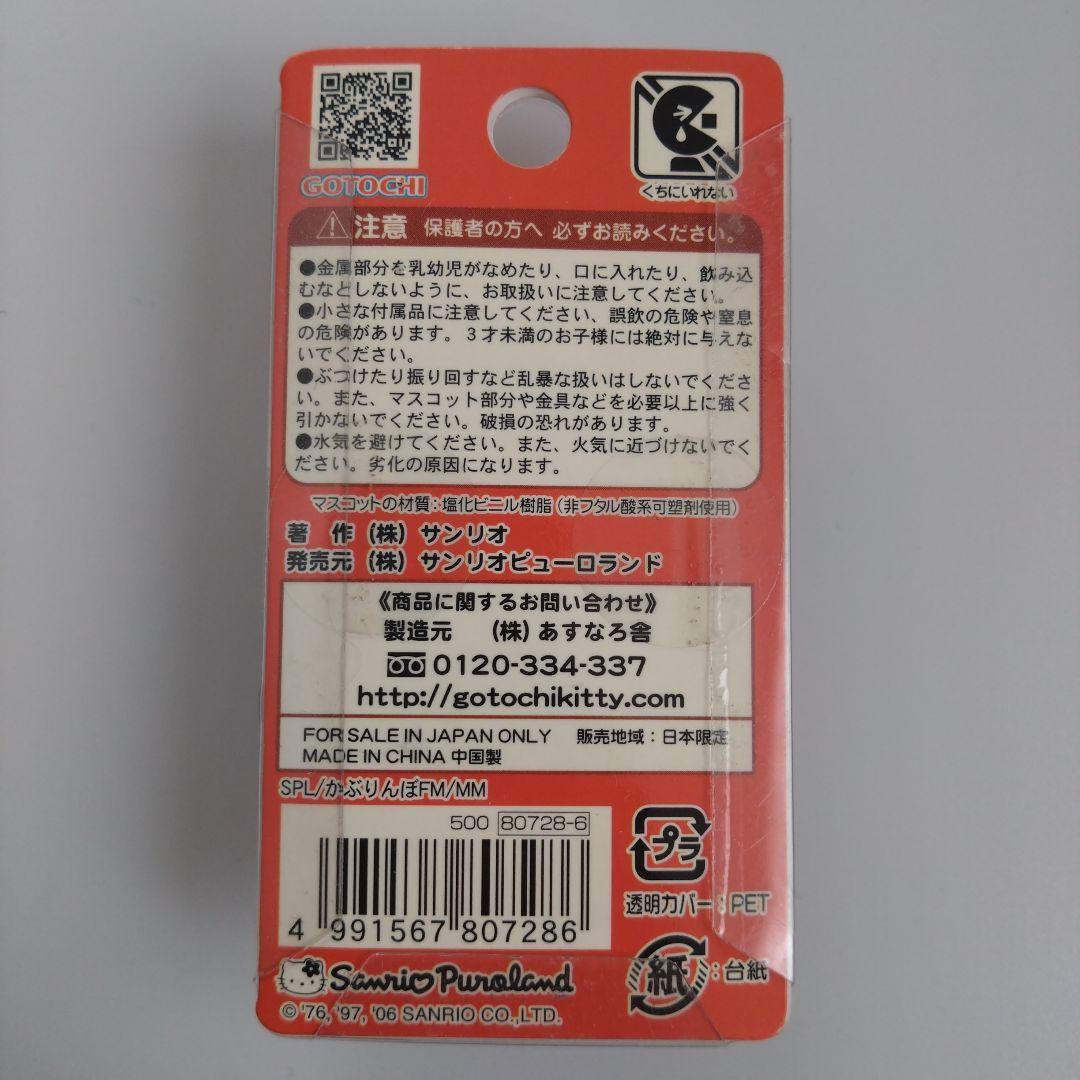 GOTOCHI
くちにいれない
注意 保護者の方へ 必ずお読みください。
●金属部分を乳幼児がなめたり、口に入れたり、飲み込
むなどしないように、お取扱いに注意してください。
●小さな付属品に注意してください、誤飲の危険や窒息
の危険があります。３才未満のお子様には絶対に与えな
いでください。
●ぶつけたり振り回すなど乱暴な扱いはしないでくださ
い。また、マスコット部分や金具などを必要以上に強く
引かないでください。破損の恐れがあります。
●水気を避けてください。また、火気に近づけないでく
ださい。劣化の原因になります。
マスコットの材質：塩化ビニル樹脂（非フタル酸系可塑剤使用）
著 作 (株) サンリオ
発売元 (株) サンリオピューロランド
《商品に関するお問い合わせ》
製造元 (株) あすなろ舎
0120-334-337
http://gotochikitty.com
FOR SALE IN JAPAN ONLY 販売地域：日本限定
MADE IN CHINA 中国製
SPL/かぶりんぼFM/MM
500 80728-6
4 991567 807286
プラ
透明カバー：PET
紙：台紙
Sanrio Puroland
© '76, '97, '06 SANRIO CO.,LTD.